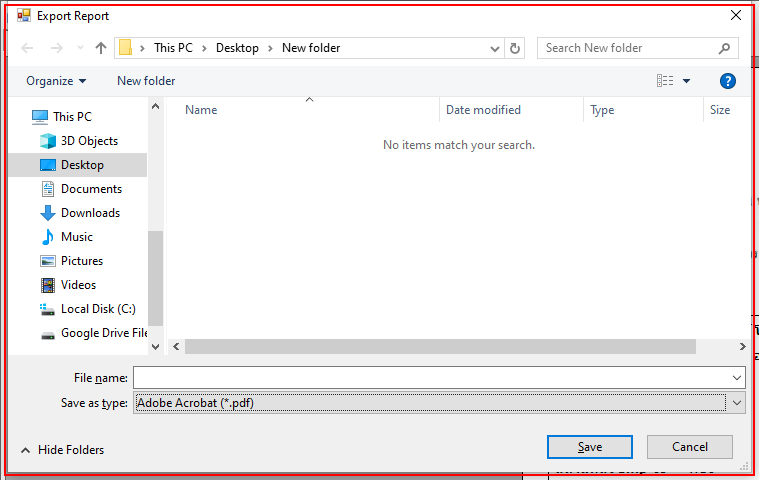 Export Report
This PC > Desktop > New folder
Search New folder
Organize
New folder
This PC
3D Objects
Desktop
Documents
Downloads
Music
Pictures
Videos
Local Disk (C:)
Google Drive File
Name Date modified Type Size
No items match your search.
File name:
Save as type: Adobe Acrobat (*.pdf)
Hide Folders
Save
Cancel